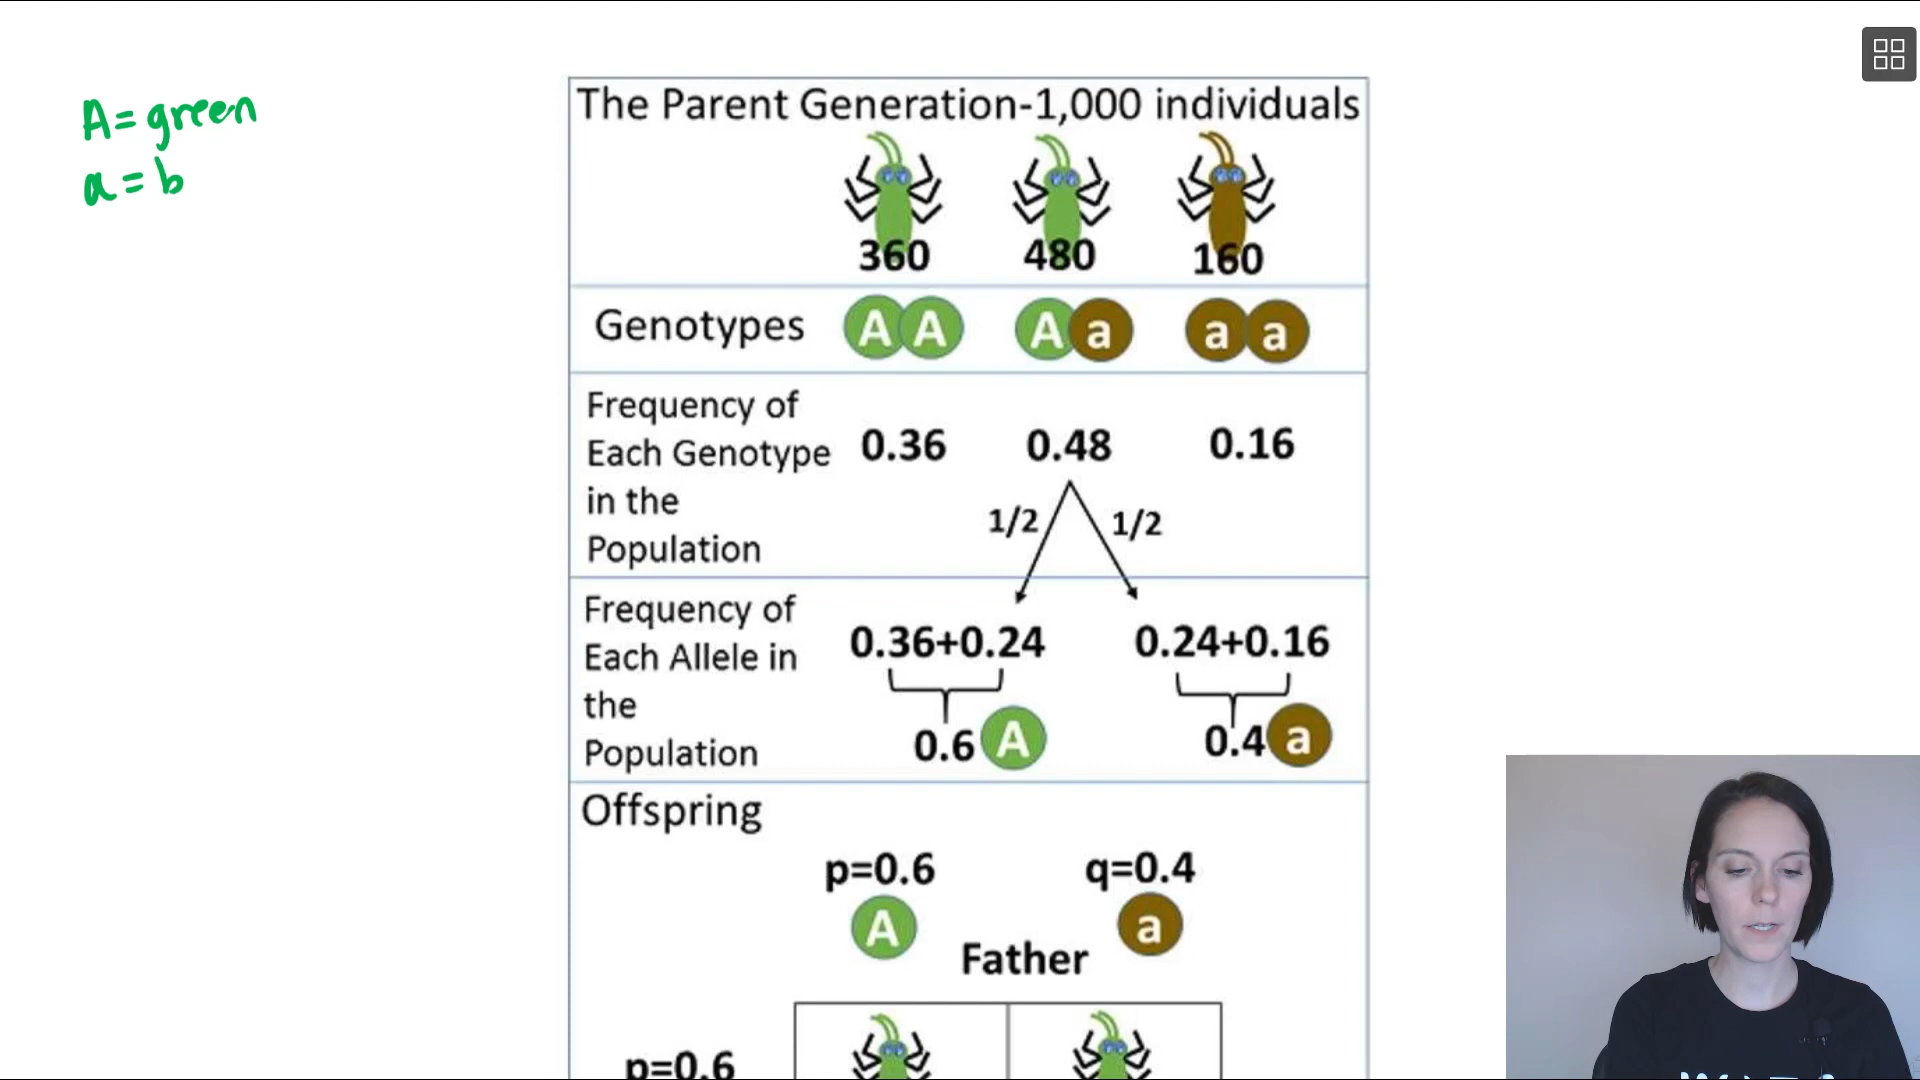 A = green
a = b
The Parent Generation-1,000 individuals
360 480 160
Genotypes A A A a a a
Frequency of
Each Genotype
in the
Population
0.36 0.48 0.16
1/2 1/2
Frequency of
Each Allele in
the
Population
0.36+0.24 0.24+0.16
0.6 A 0.4 a
Offspring
p=0.6 q=0.4
A a
Father
p=0.6